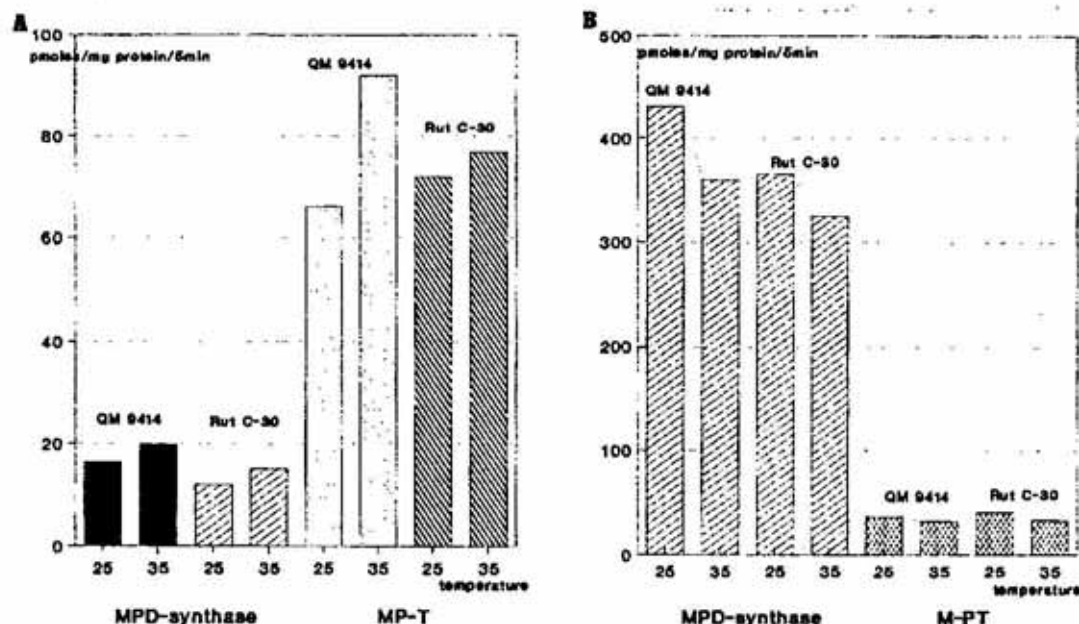 A
pmoles/mg protein/5min
100
80
60
40
20
0
QM 9414
Rut C-30
QM 9414
Rut C-30
25 35 25 35 25 35 25 35
temperature
MPD-synthase MP-T
B
pmoles/mg protein/5min
500
400
300
200
100
0
QM 9414
Rut C-30
QM 9414
Rut C-30
25 35 25 35 25 35 25 35
temperature
MPD-synthase M-PT